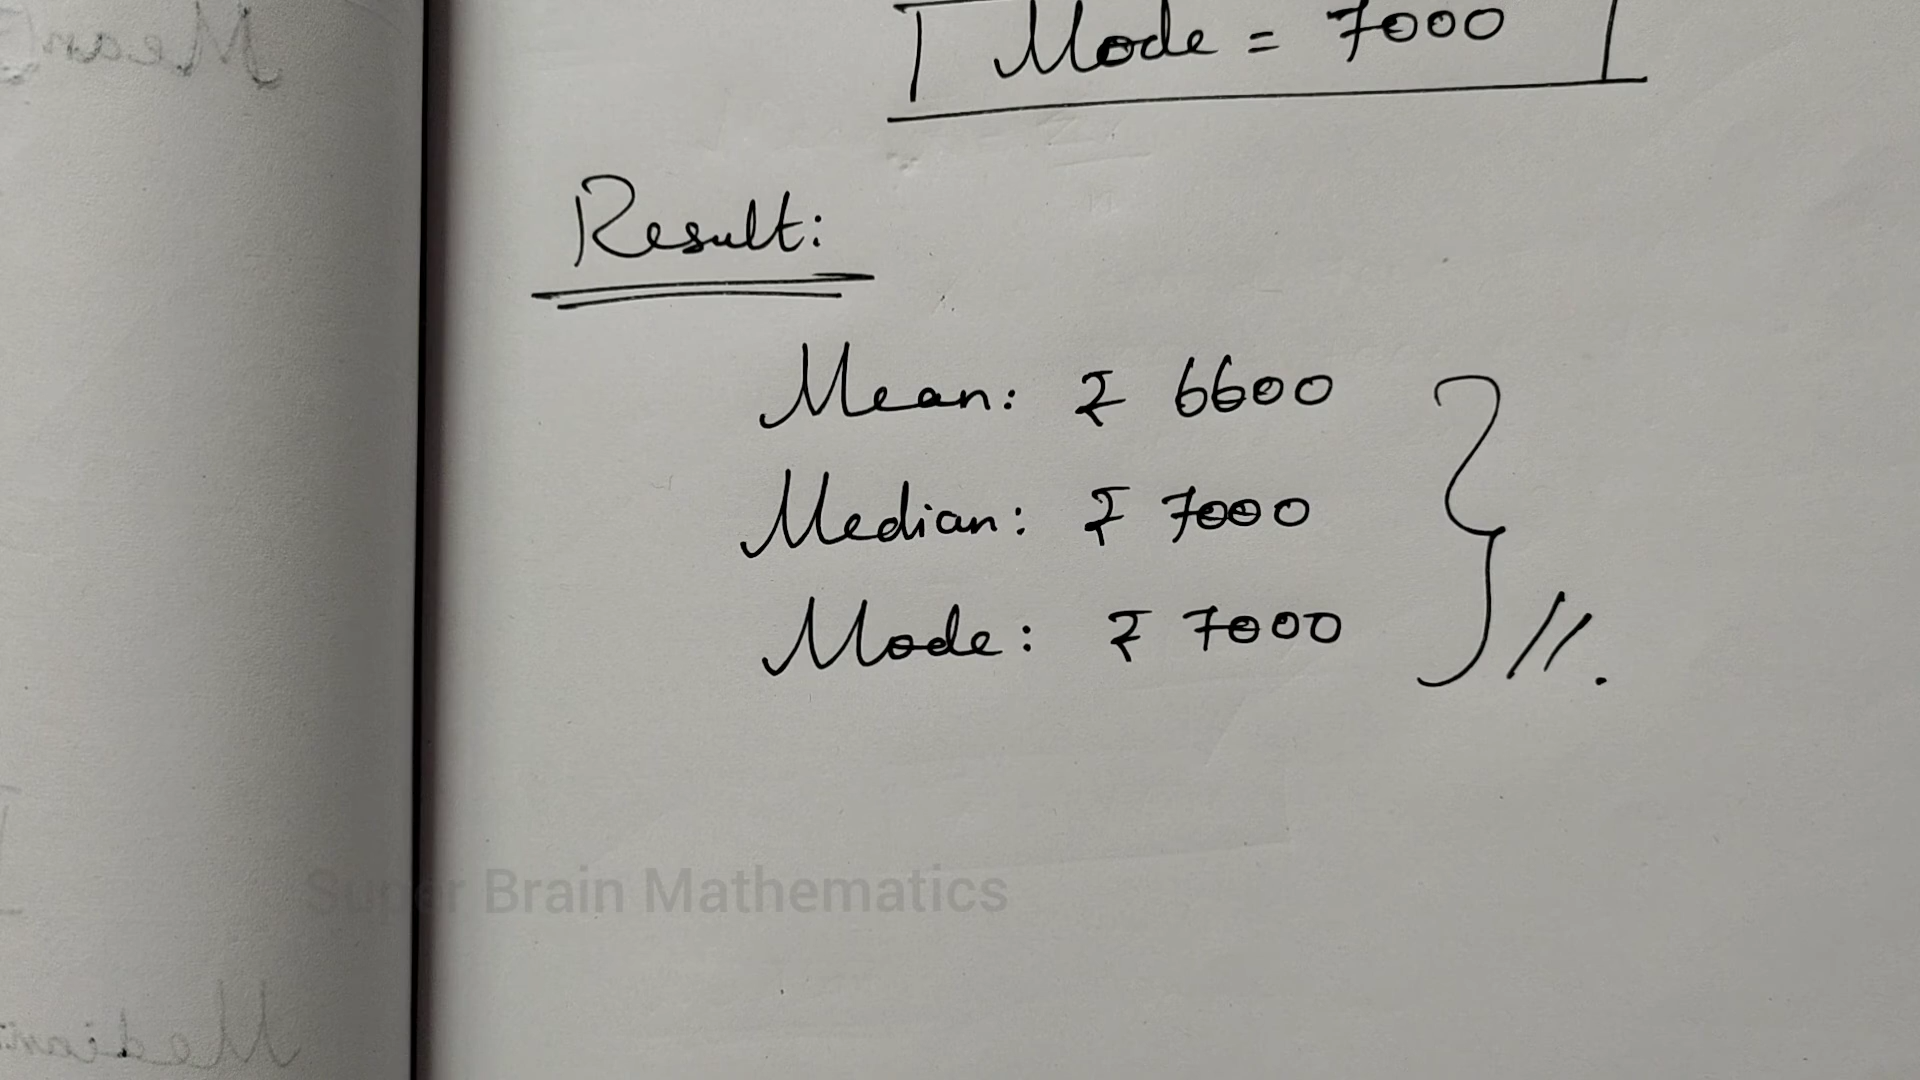 Mode = 7000
Result:
Mean: ₹ 6600
Median: ₹ 7000
Mode: ₹ 7000
Super Brain Mathematics